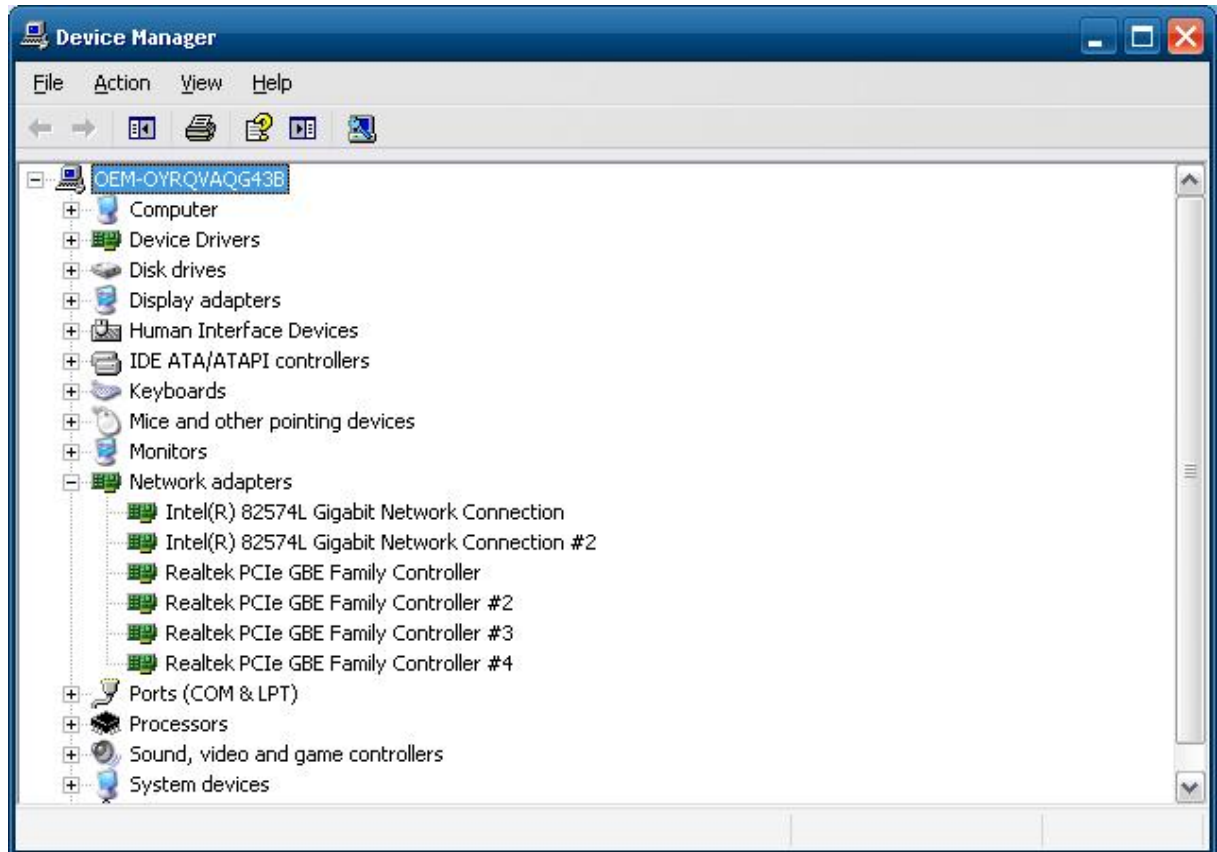 Device Manager
File Action View Help
OEM-OYRQVAQG43B
Computer
Device Drivers
Disk drives
Display adapters
Human Interface Devices
IDE ATA/ATAPI controllers
Keyboards
Mice and other pointing devices
Monitors
Network adapters
Intel(R) 82574L Gigabit Network Connection
Intel(R) 82574L Gigabit Network Connection #2
Realtek PCIe GBE Family Controller
Realtek PCIe GBE Family Controller #2
Realtek PCIe GBE Family Controller #3
Realtek PCIe GBE Family Controller #4
Ports (COM & LPT)
Processors
Sound, video and game controllers
System devices